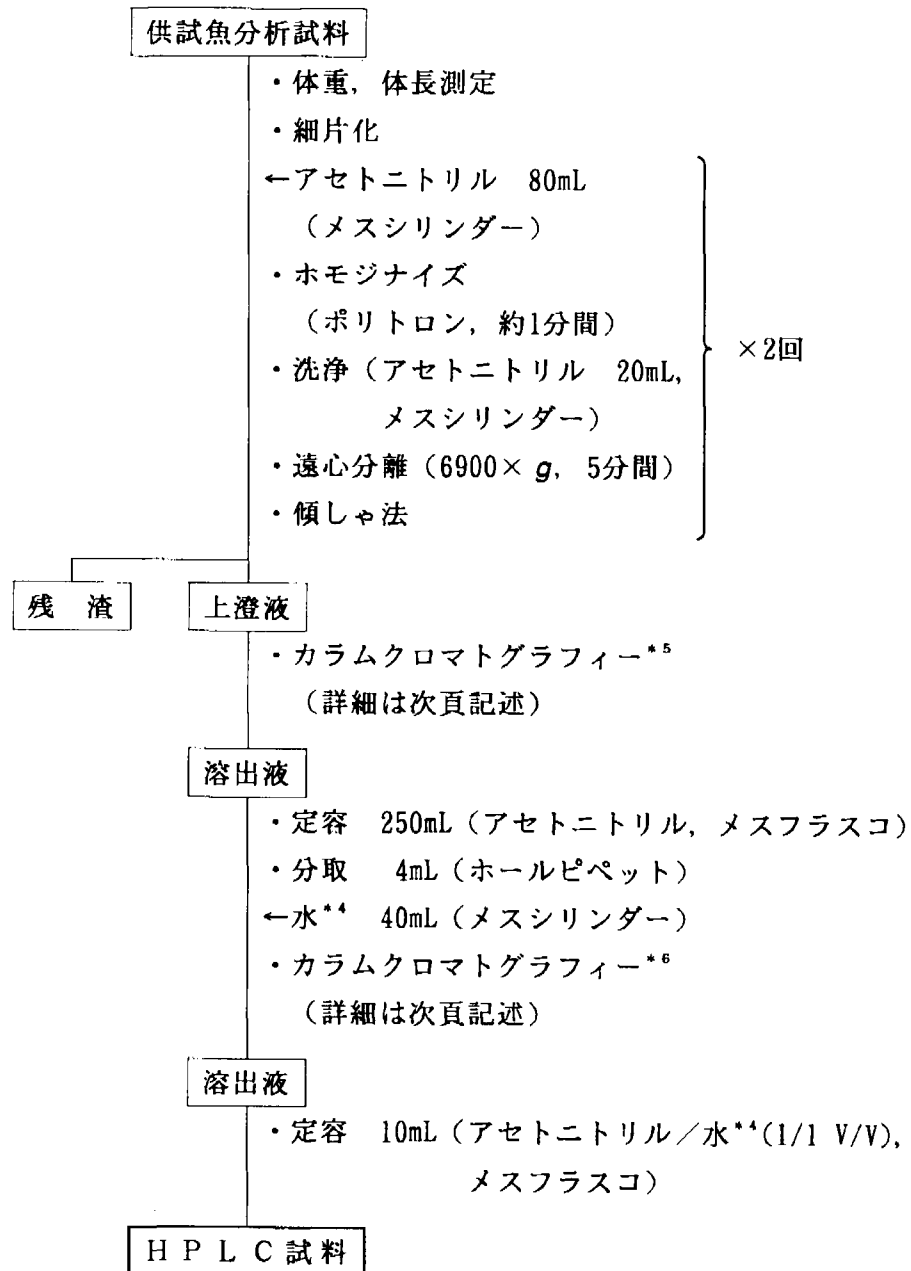 供試魚分析試料
・体重，体長測定
・細片化
←アセトニトリル　80mL
（メスシリンダー）
・ホモジナイズ
（ポリトロン，約1分間）
・洗浄（アセトニトリル　20mL，
メスシリンダー）
・遠心分離（6900×g，5分間）
・傾しゃ法
×2回
残　渣
上澄液
・カラムクロマトグラフィー*5
（詳細は次頁記述）
溶出液
・定容　250mL（アセトニトリル，メスフラスコ）
・分取　4mL（ホールピペット）
←水*4　40mL（メスシリンダー）
・カラムクロマトグラフィー*6
（詳細は次頁記述）
溶出液
・定容　10mL（アセトニトリル／水*4(1/1 V/V)，
メスフラスコ）
ＨＰＬＣ試料